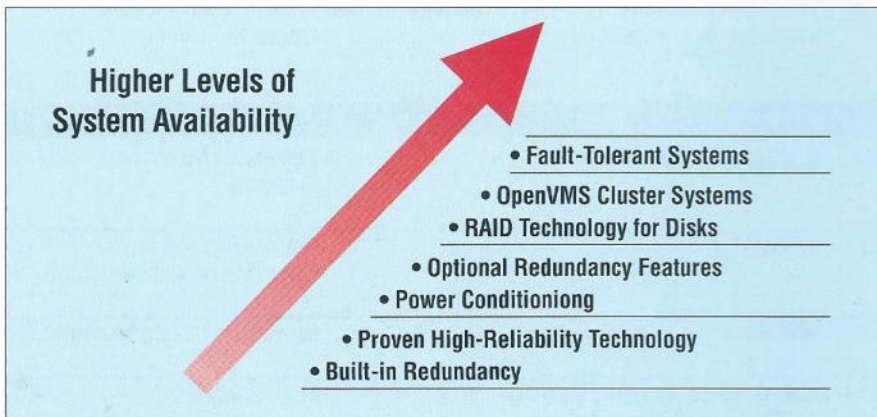 Higher Levels of
System Availability
• Fault-Tolerant Systems
• OpenVMS Cluster Systems
• RAID Technology for Disks
• Optional Redundancy Features
• Power Conditioniong
• Proven High-Reliability Technology
• Built-in Redundancy